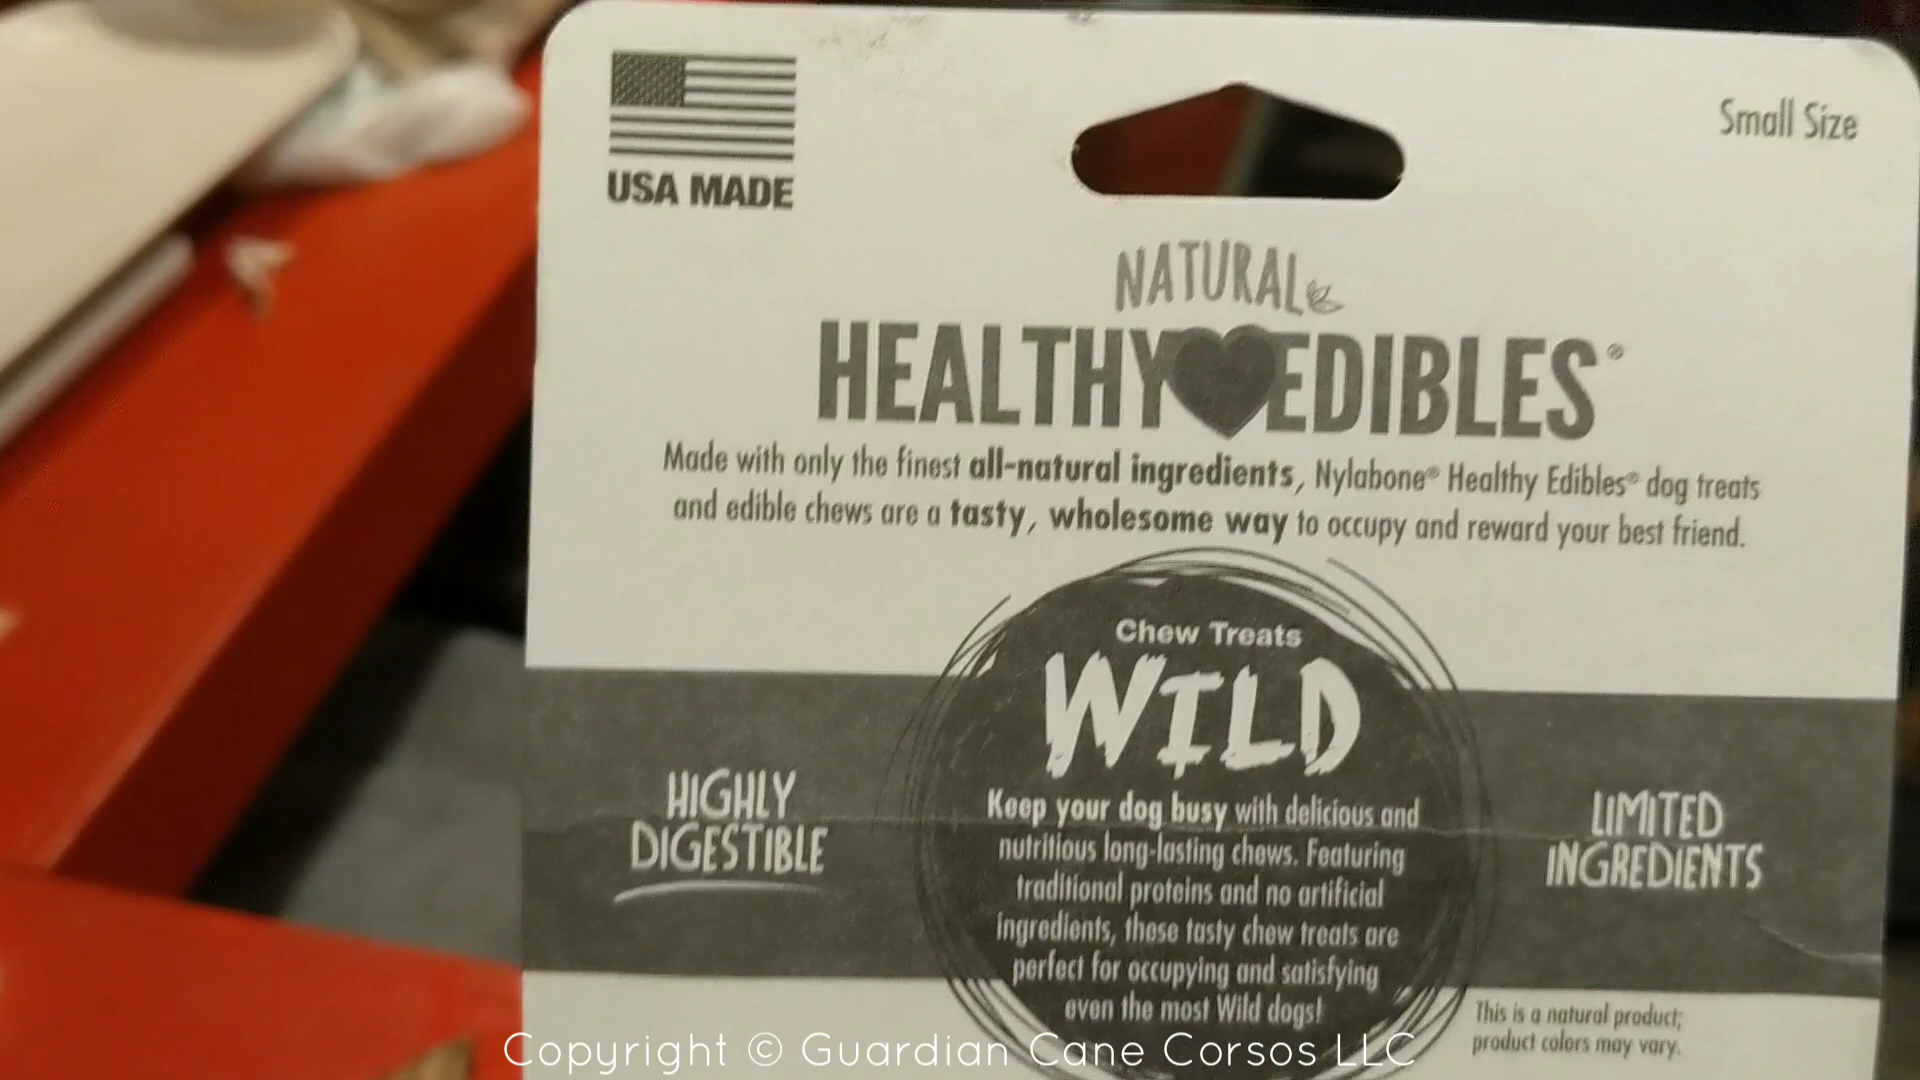 USA MADE
Small Size
NATURAL
HEALTHY EDIBLES®
Made with only the finest all-natural ingredients, Nylabone® Healthy Edibles® dog treats
and edible chews are a tasty, wholesome way to occupy and reward your best friend.
Chew Treats
WILD
Keep your dog busy with delicious and
nutritious long-lasting chews. Featuring
traditional proteins and no artificial
ingredients, these tasty chew treats are
perfect for occupying and satisfying
even the most Wild dogs!
HIGHLY
DIGESTIBLE
LIMITED
INGREDIENTS
This is a natural product;
product colors may vary.
Copyright © Guardian Cane Corsos LLC